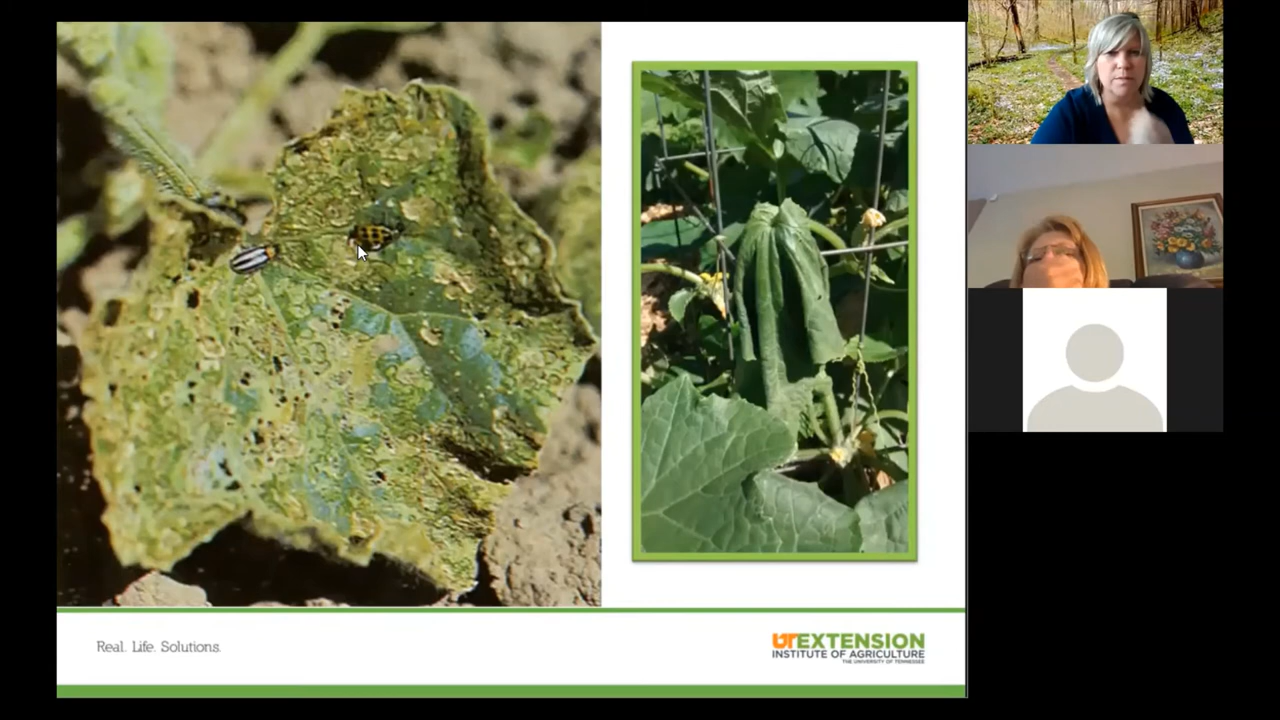 Real. Life. Solutions.
UTEXTENSION
INSTITUTE OF AGRICULTURE
THE UNIVERSITY OF TENNESSEE